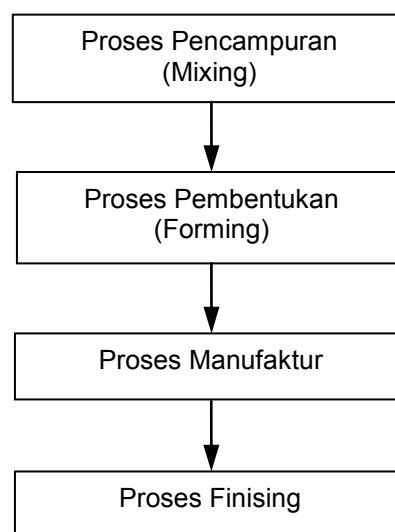 Proses Pencampuran
(Mixing)
Proses Pembentukan
(Forming)
Proses Manufaktur
Proses Finising